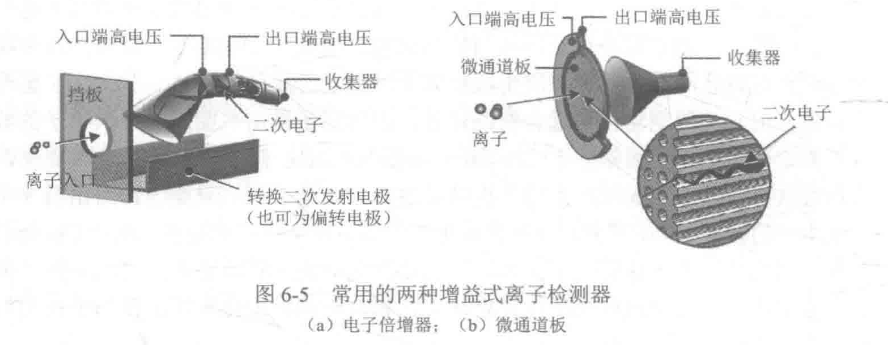 入口端高电压
出口端高电压
收集器
挡板
二次电子
离子入口
转换二次发射电极
（也可为偏转电极）
入口端高电压
出口端高电压
微通道板
收集器
离子
二次电子
图 6-5 常用的两种增益式离子检测器
（a）电子倍增器；（b）微通道板